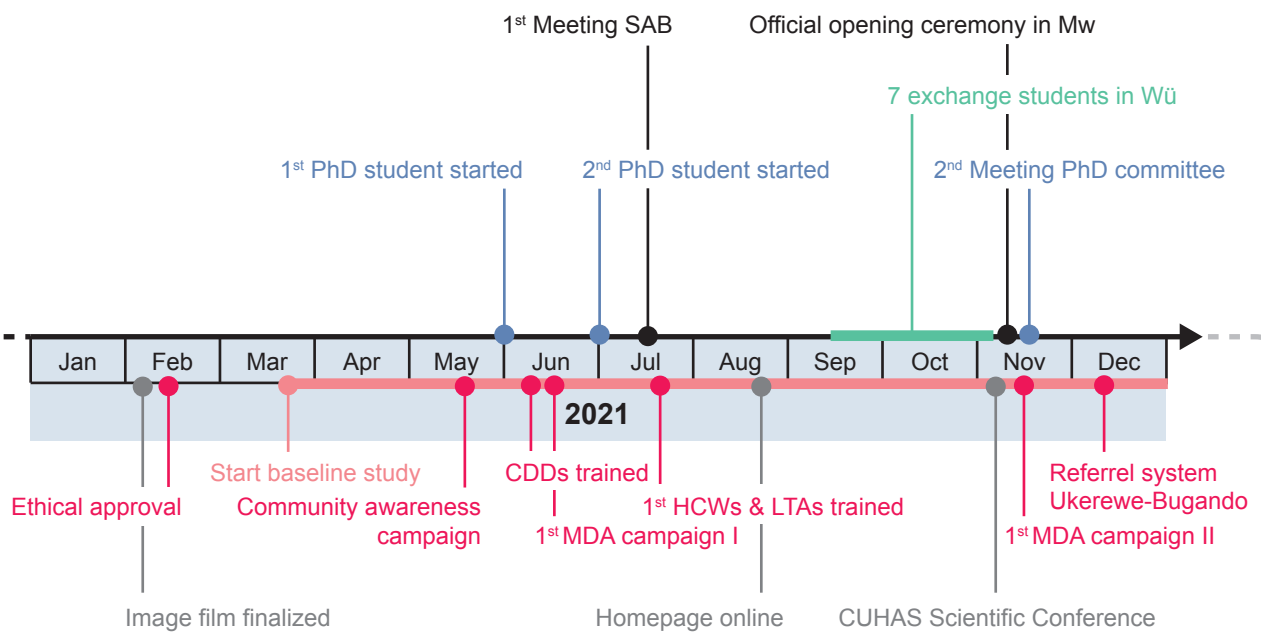 1st Meeting SAB
Official opening ceremony in Mw
7 exchange students in Wü
1st PhD student started
2nd PhD student started
2nd Meeting PhD committee
Jan Feb Mar Apr May Jun Jul Aug Sep Oct Nov Dec
2021
Start baseline study
CDDs trained
Referrel system
Ukerewe-Bugando
Ethical approval
Community awareness
campaign
1st HCWs & LTAs trained
1st MDA campaign I
1st MDA campaign II
Image film finalized
Homepage online
CUHAS Scientific Conference